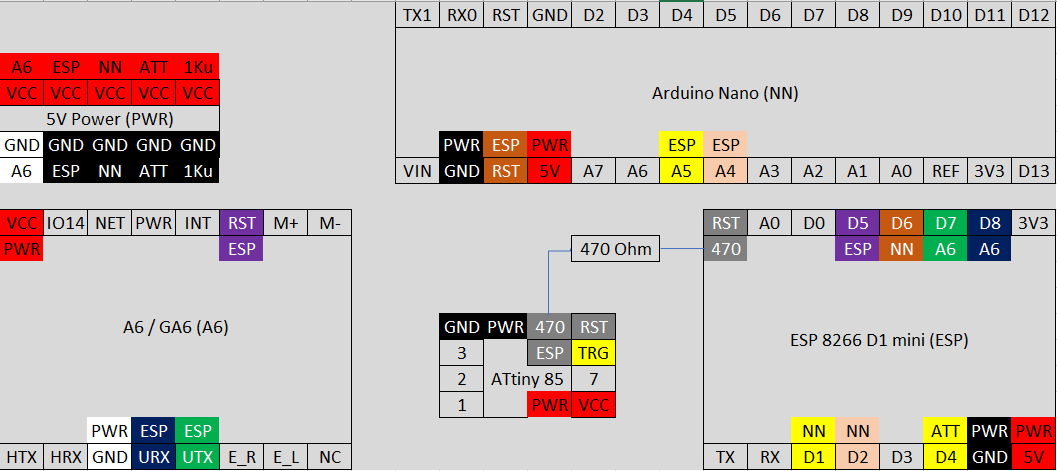 TX1 RX0 RST GND D2 D3 D4 D5 D6 D7 D8 D9 D10 D11 D12
A6 ESP NN ATT 1Ku
VCC VCC VCC VCC VCC
Arduino Nano (NN)
5V Power (PWR)
GND GND GND GND GND
PWR ESP PWR ESP ESP
A6 ESP NN ATT 1Ku
VIN GND RST 5V A7 A6 A5 A4 A3 A2 A1 A0 REF 3V3 D13
VCC IO14 NET PWR INT RST M+ M-
RST A0 D0 D5 D6 D7 D8 3V3
PWR ESP
470 Ohm
470 ESP NN A6 A6
A6 / GA6 (A6)
GND PWR 470 RST
ESP 8266 D1 mini (ESP)
3 ESP TRG
2 ATtiny 85 7
1 PWR VCC
PWR ESP ESP
NN NN ATT PWR PWR
HTX HRX GND URX UTX E_R E_L NC
TX RX D1 D2 D3 D4 GND 5V